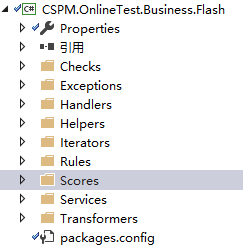 C# CSPM.OnlineTest.Business.Flash
Properties
引用
Checks
Exceptions
Handlers
Helpers
Iterators
Rules
Scores
Services
Transformers
packages.config